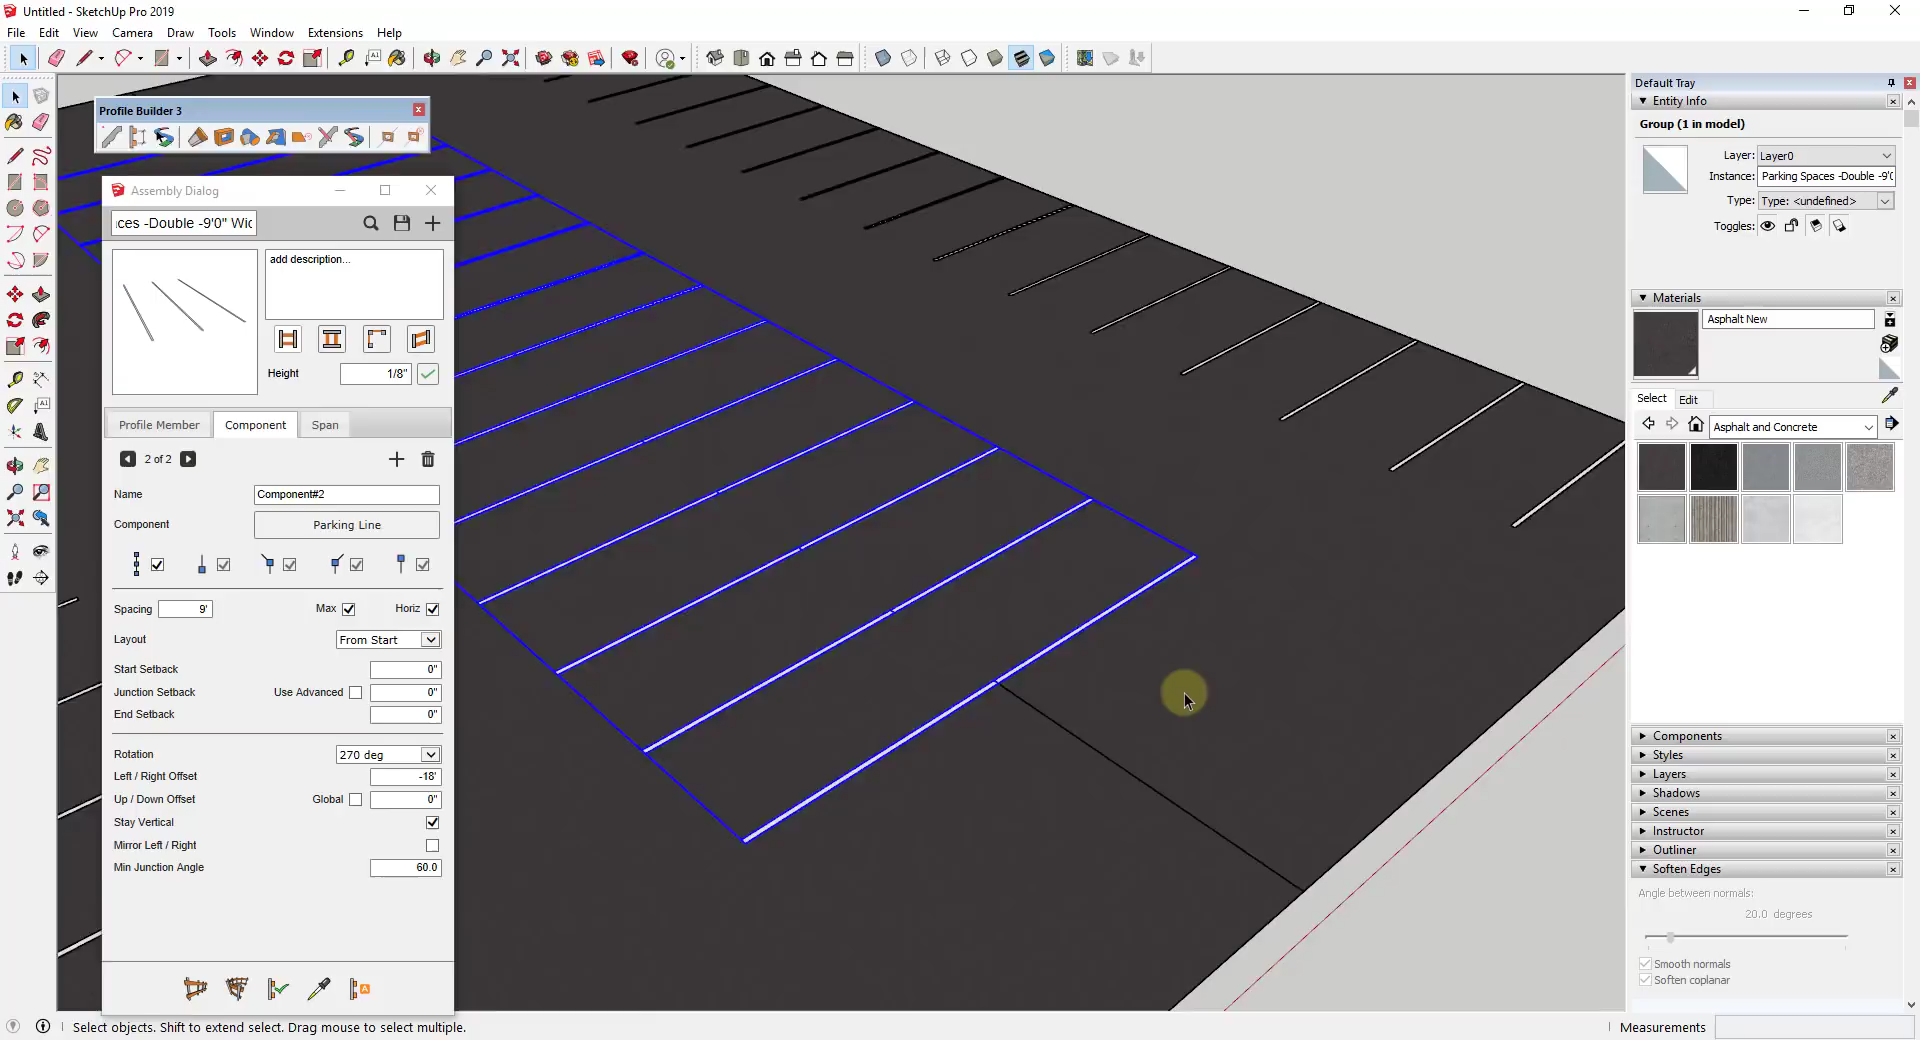 Untitled - SketchUp Pro 2019
File Edit View Camera Draw Tools Window Extensions Help
Profile Builder 3
Assembly Dialog
ces -Double -9'0" Wic
add description...
Height 1/8"
Profile Member Component Span
2 of 2
Name Component#2
Component Parking Line
Spacing 9' Max Horiz
Layout From Start
Start Setback 0"
Junction Setback Use Advanced 0"
End Setback 0"
Rotation 270 deg
Left / Right Offset -18'
Up / Down Offset Global 0"
Stay Vertical
Mirror Left / Right
Min Junction Angle 60.0
Default Tray
Entity Info
Group (1 in model)
Layer: Layer0
Instance: Parking Spaces -Double -9'0
Type: Type: <undefined>
Toggles:
Materials
Asphalt New
Select Edit
Asphalt and Concrete
Components
Styles
Layers
Shadows
Scenes
Instructor
Outliner
Soften Edges
Angle between normals:
20.0 degrees
Smooth normals
Soften coplanar
Select objects. Shift to extend select. Drag mouse to select multiple.
Measurements